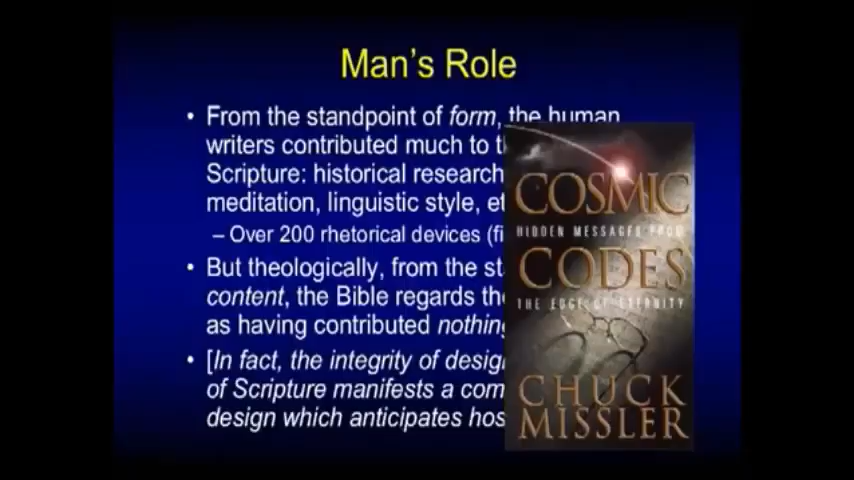 Man's Role
• From the standpoint of form, the human
writers contributed much to t
Scripture: historical research
meditation, linguistic style, et
– Over 200 rhetorical devices (fi
• But theologically, from the st
content, the Bible regards the
as having contributed nothing
• [In fact, the integrity of desig
of Scripture manifests a com
design which anticipates hos
COSMIC
HIDDEN MESSAGES FROM
CODES
THE EDGE OF ETERNITY
CHUCK
MISSLER